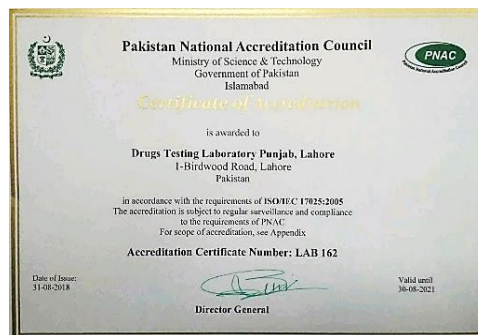 Pakistan National Accreditation Council
Ministry of Science & Technology
Government of Pakistan
Islamabad
PNAC
Pakistan National Accreditation Council
Certificate of Accreditation
is awarded to
Drugs Testing Laboratory Punjab, Lahore
1-Birdwood Road, Lahore
Pakistan
in accordance with the requirements of ISO/IEC 17025:2005
The accreditation is subject to regular surveillance and compliance
to the requirements of PNAC
For scope of accreditation, see Appendix
Accreditation Certificate Number: LAB 162
Date of Issue:
31-08-2018
Valid until
30-08-2021
Director General